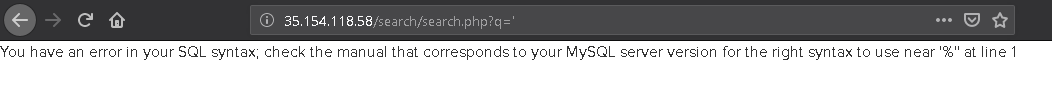 35.154.118.58/search/search.php?q='
You have an error in your SQL syntax; check the manual that corresponds to your MySQL server version for the right syntax to use near '%'' at line 1